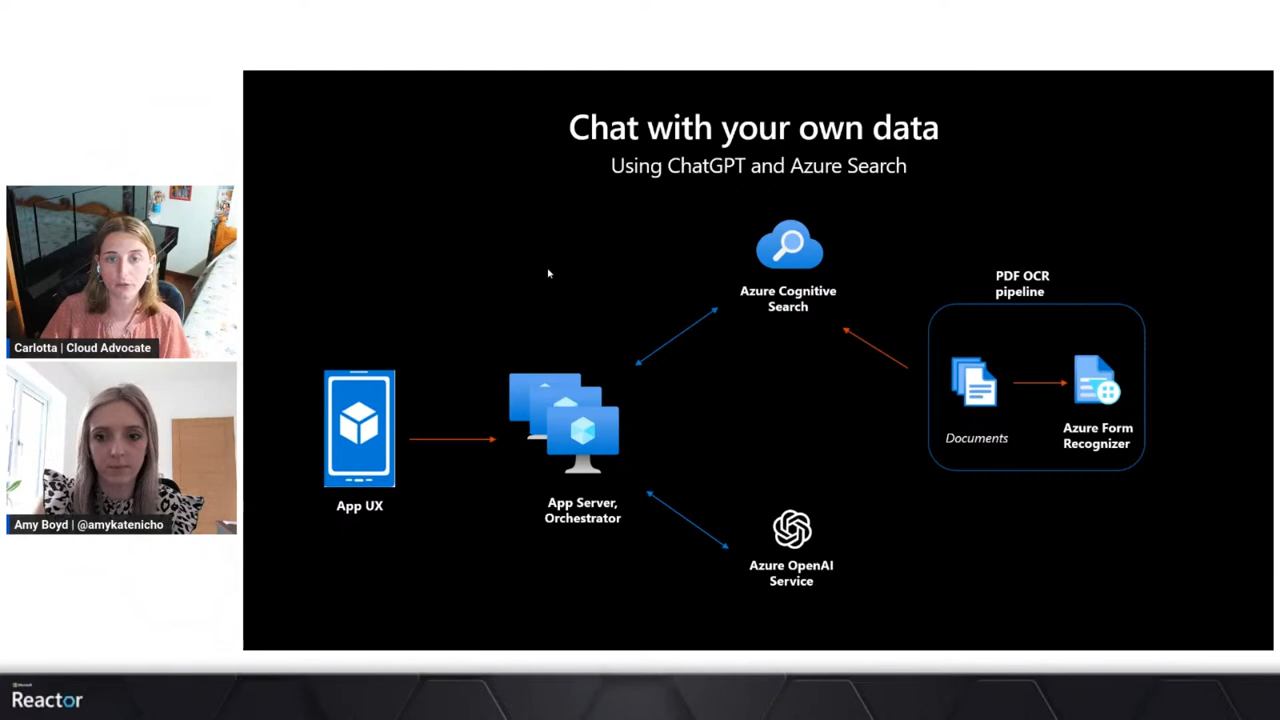 Chat with your own data
Using ChatGPT and Azure Search
Azure Cognitive
Search
PDF OCR
pipeline
Documents
Azure Form
Recognizer
App UX
App Server,
Orchestrator
Azure OpenAI
Service
Carlotta | Cloud Advocate
Amy Boyd | @amykatenicho
Microsoft
Reactor